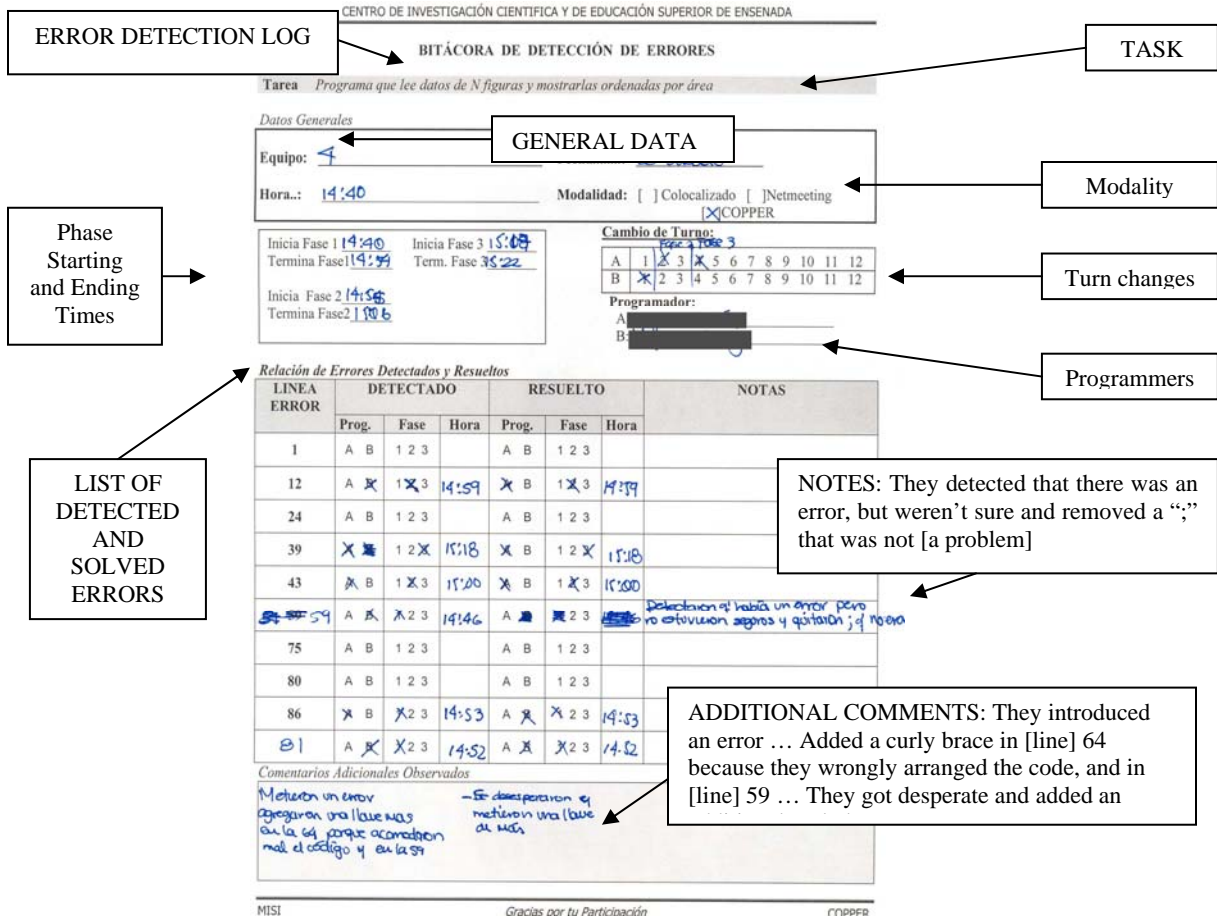 CENTRO DE INVESTIGACIÓN CIENTIFICA Y DE EDUCACIÓN SUPERIOR DE ENSENADA
ERROR DETECTION LOG
BITÁCORA DE DETECCIÓN DE ERRORES
TASK
Tarea Programa que lee datos de N figuras y mostrarlas ordenadas por área
Datos Generales
GENERAL DATA
Equipo: 4
Hora..: 14:40
Modalidad: [ ] Colocalizado [ ]Netmeeting
[X]COPPER
Modality
Phase
Starting
and Ending
Times
Inicia Fase 1 14:40 Inicia Fase 3
Termina Fase1 Term. Fase 3 15:22
Inicia Fase 2
Termina Fase2
Cambio de Turno:
Fase 2 Fase 3
A 1 2 3 4 5 6 7 8 9 10 11 12
B 1 2 3 4 5 6 7 8 9 10 11 12
Turn changes
Programador:
A
B:
Programmers
Relación de Errores Detectados y Resueltos
LINEA ERROR DETECTADO RESUELTO NOTAS
Prog. Fase Hora Prog. Fase Hora
1 A B 1 2 3 A B 1 2 3
12 A B 1 2 3 14:59 A B 1 2 3 14:59
24 A B 1 2 3 A B 1 2 3
39 A B 1 2 3 15:18 A B 1 2 3 15:18
43 A B 1 2 3 15:00 A B 1 2 3 15:00
59 A B 1 2 3 14:46 A B 1 2 3 Detectaron q' había un error pero
no estuvieron seguros y quitaron ; q' no era
75 A B 1 2 3 A B 1 2 3
80 A B 1 2 3 A B 1 2 3
86 A B 1 2 3 14:53 A B 1 2 3 14:53
81 A B 1 2 3 14:52 A B 1 2 3 14:52
LIST OF
DETECTED
AND
SOLVED
ERRORS
NOTES: They detected that there was an
error, but weren't sure and removed a “;”
that was not [a problem]
ADDITIONAL COMMENTS: They introduced
an error … Added a curly brace in [line] 64
because they wrongly arranged the code, and in
[line] 59 … They got desperate and added an
Comentarios Adicionales Observados
Metieron un error
agregaron una llave mas
en la 64 porque acomodaron
mal el código y en la 59
- Se desesperaron y
metieron una llave
de más
MISI Gracias por tu Participación COPPER